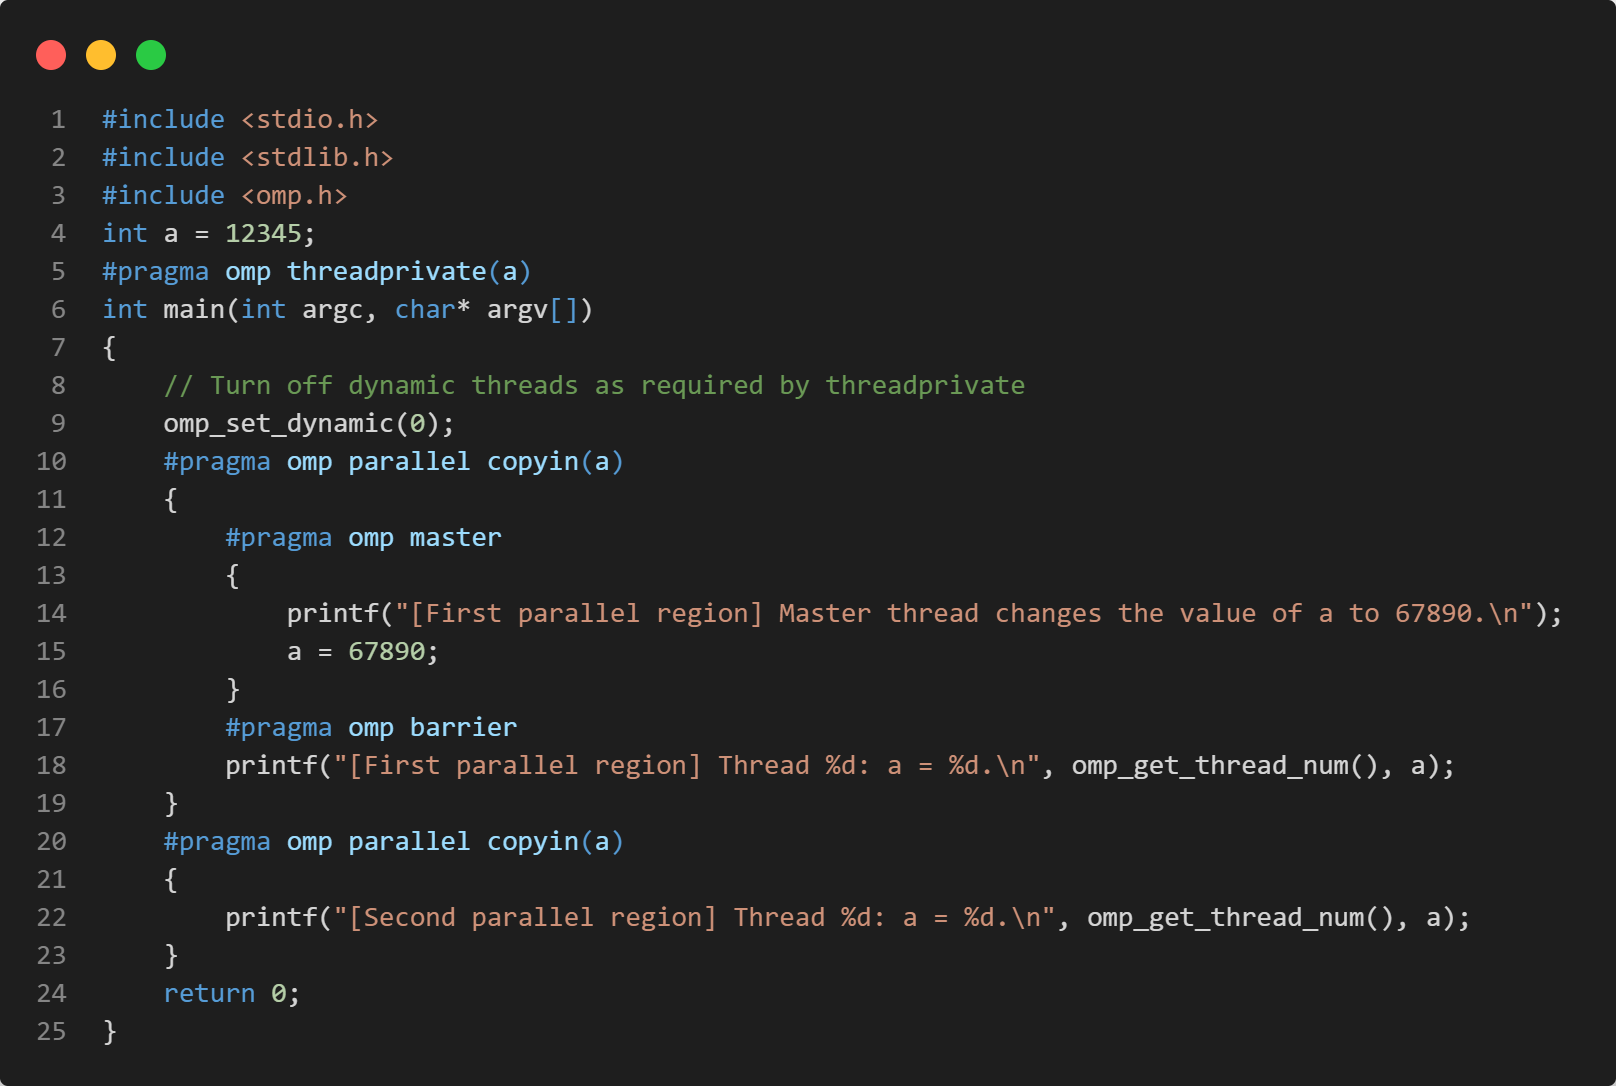 1 #include <stdio.h>
2 #include <stdlib.h>
3 #include <omp.h>
4 int a = 12345;
5 #pragma omp threadprivate(a)
6 int main(int argc, char* argv[])
7 {
8     // Turn off dynamic threads as required by threadprivate
9     omp_set_dynamic(0);
10     #pragma omp parallel copyin(a)
11     {
12         #pragma omp master
13         {
14             printf("[First parallel region] Master thread changes the value of a to 67890.\n");
15             a = 67890;
16         }
17         #pragma omp barrier
18         printf("[First parallel region] Thread %d: a = %d.\n", omp_get_thread_num(), a);
19     }
20     #pragma omp parallel copyin(a)
21     {
22         printf("[Second parallel region] Thread %d: a = %d.\n", omp_get_thread_num(), a);
23     }
24     return 0;
25 }